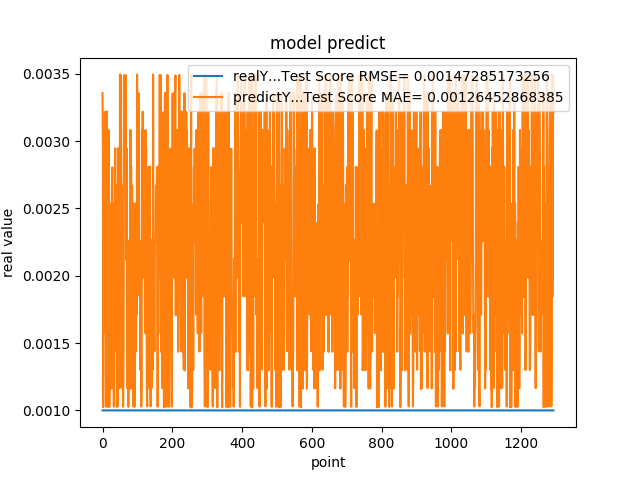 model predict
realY...Test Score RMSE= 0.00147285173256
predictY...Test Score MAE= 0.00126452868385
0.0035
0.0030
0.0025
0.0020
0.0015
0.0010
real value
0 200 400 600 800 1000 1200
point